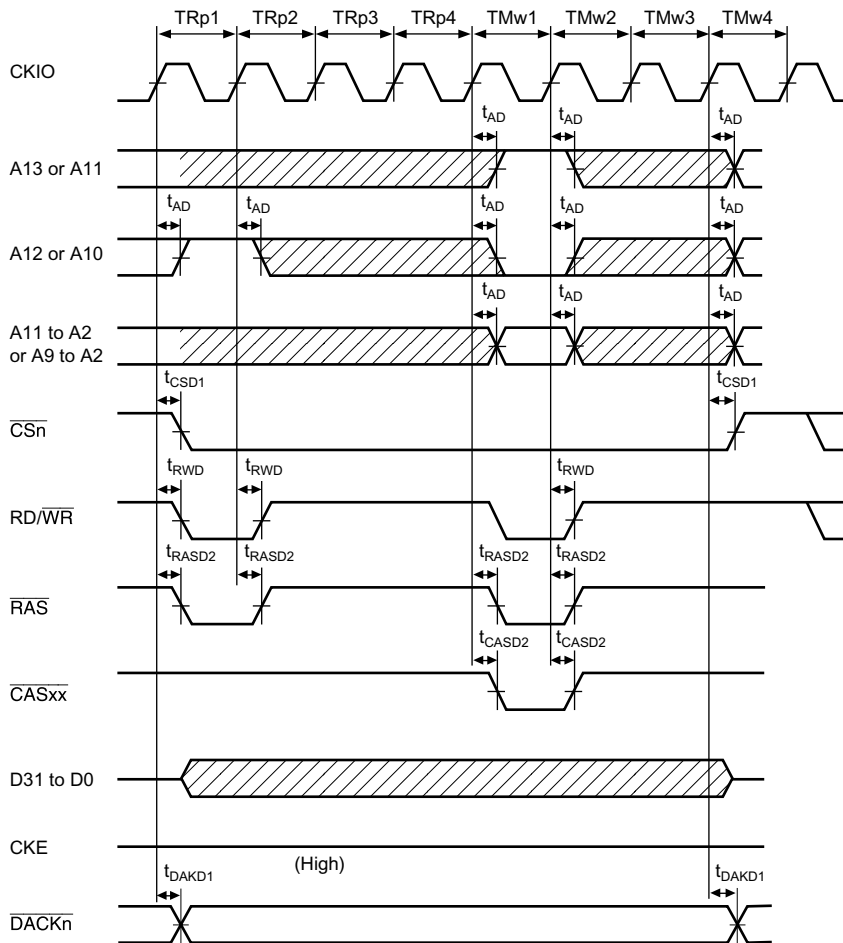 TRp1 TRp2 TRp3 TRp4 TMw1 TMw2 TMw3 TMw4
CKIO
tAD tAD tAD
A13 or A11
tAD tAD tAD tAD tAD
A12 or A10
tAD tAD tAD
A11 to A2
or A9 to A2
tCSD1 tCSD1
CSn
tRWD tRWD tRWD
RD/WR
tRASD2 tRASD2 tRASD2 tRASD2
RAS
tCASD2 tCASD2
CASxx
D31 to D0
CKE
(High)
tDAKD1 tDAKD1
DACKn